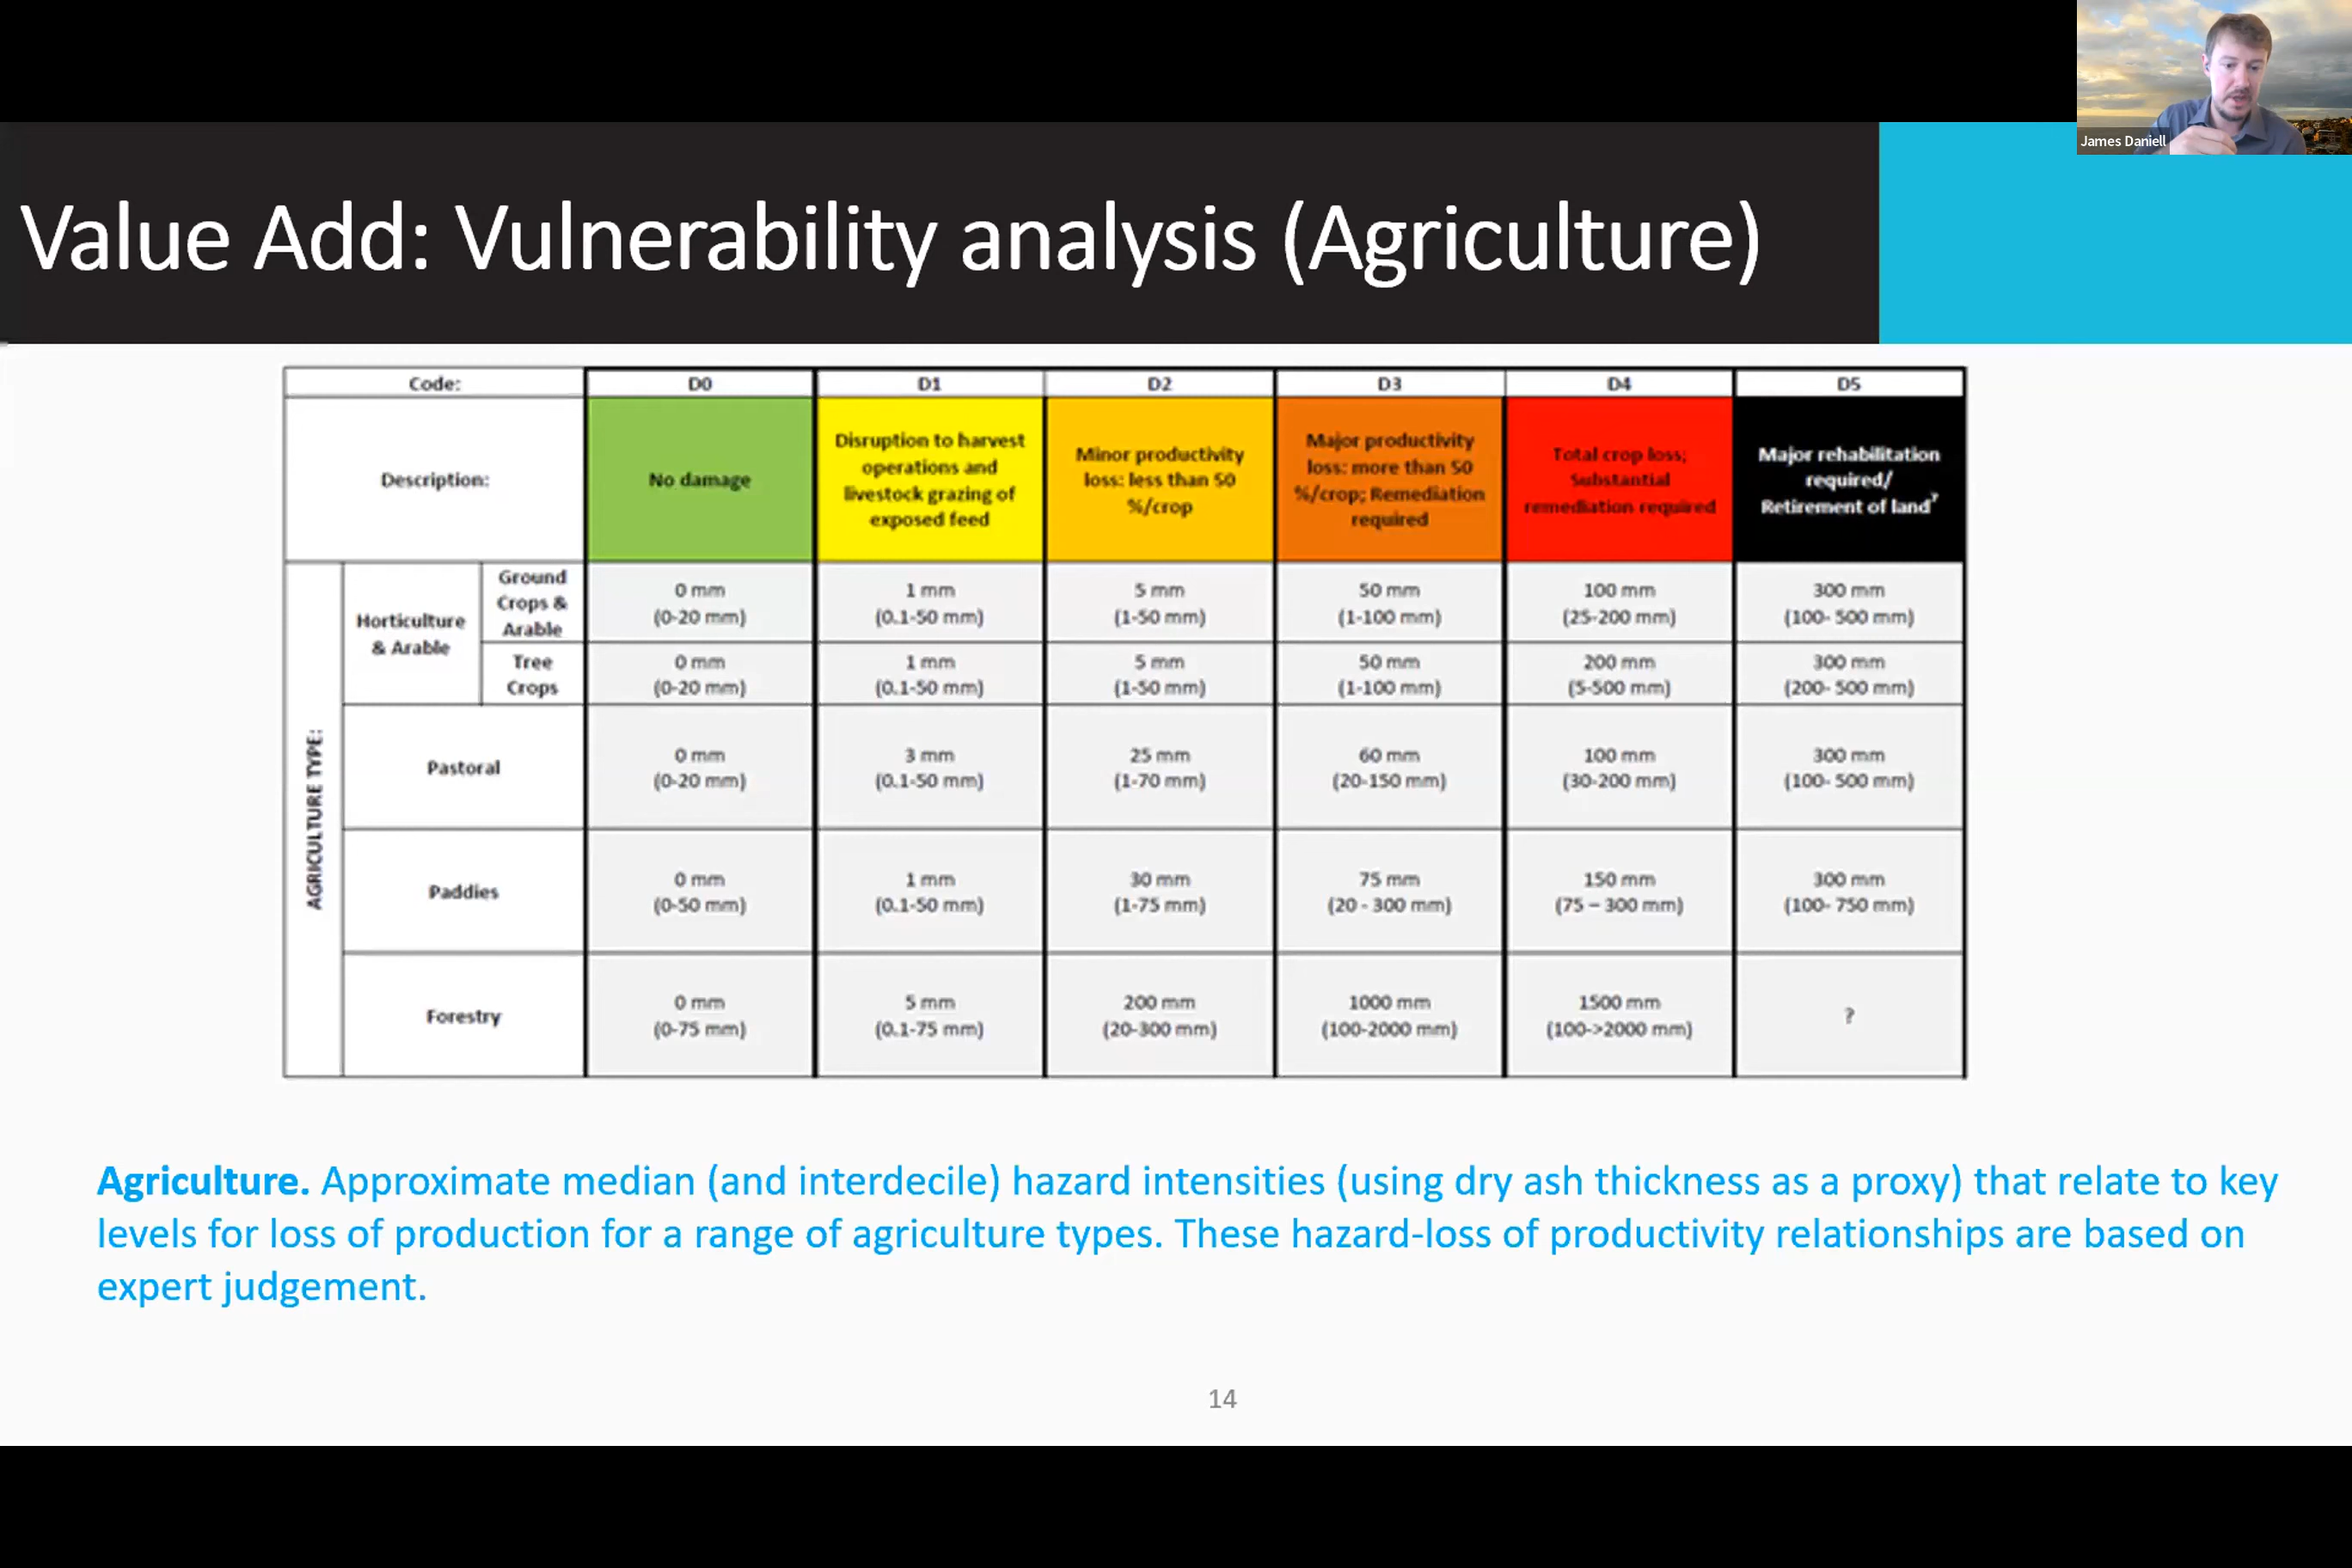 James Daniell
Value Add: Vulnerability analysis (Agriculture)
Code: D0 D1 D2 D3 D4 D5
Description:
No damage
Disruption to harvest
operations and
livestock grazing of
exposed feed
Minor productivity
loss: less than 50
%/crop
Major productivity
loss: more than 50
%/crop; Remediation
required
Total crop loss;
Substantial
remediation required
Major rehabilitation
required/
Retirement of land⁷
AGRICULTURE TYPE:
Horticulture
& Arable
Ground
Crops &
Arable
0 mm 1 mm 5 mm 50 mm 100 mm 300 mm
(0-20 mm) (0.1-50 mm) (1-50 mm) (1-100 mm) (25-200 mm) (100- 500 mm)
Tree
Crops
0 mm 1 mm 5 mm 50 mm 200 mm 300 mm
(0-20 mm) (0.1-50 mm) (1-50 mm) (1-100 mm) (5-500 mm) (200- 500 mm)
Pastoral
0 mm 3 mm 25 mm 60 mm 100 mm 300 mm
(0-20 mm) (0.1-50 mm) (1-70 mm) (20-150 mm) (30-200 mm) (100- 500 mm)
Paddies
0 mm 1 mm 30 mm 75 mm 150 mm 300 mm
(0-50 mm) (0.1-50 mm) (1-75 mm) (20 - 300 mm) (75 – 300 mm) (100- 750 mm)
Forestry
0 mm 5 mm 200 mm 1000 mm 1500 mm ?
(0-75 mm) (0.1-75 mm) (20-300 mm) (100-2000 mm) (100->2000 mm)
Agriculture. Approximate median (and interdecile) hazard intensities (using dry ash thickness as a proxy) that relate to key
levels for loss of production for a range of agriculture types. These hazard-loss of productivity relationships are based on
expert judgement.
14